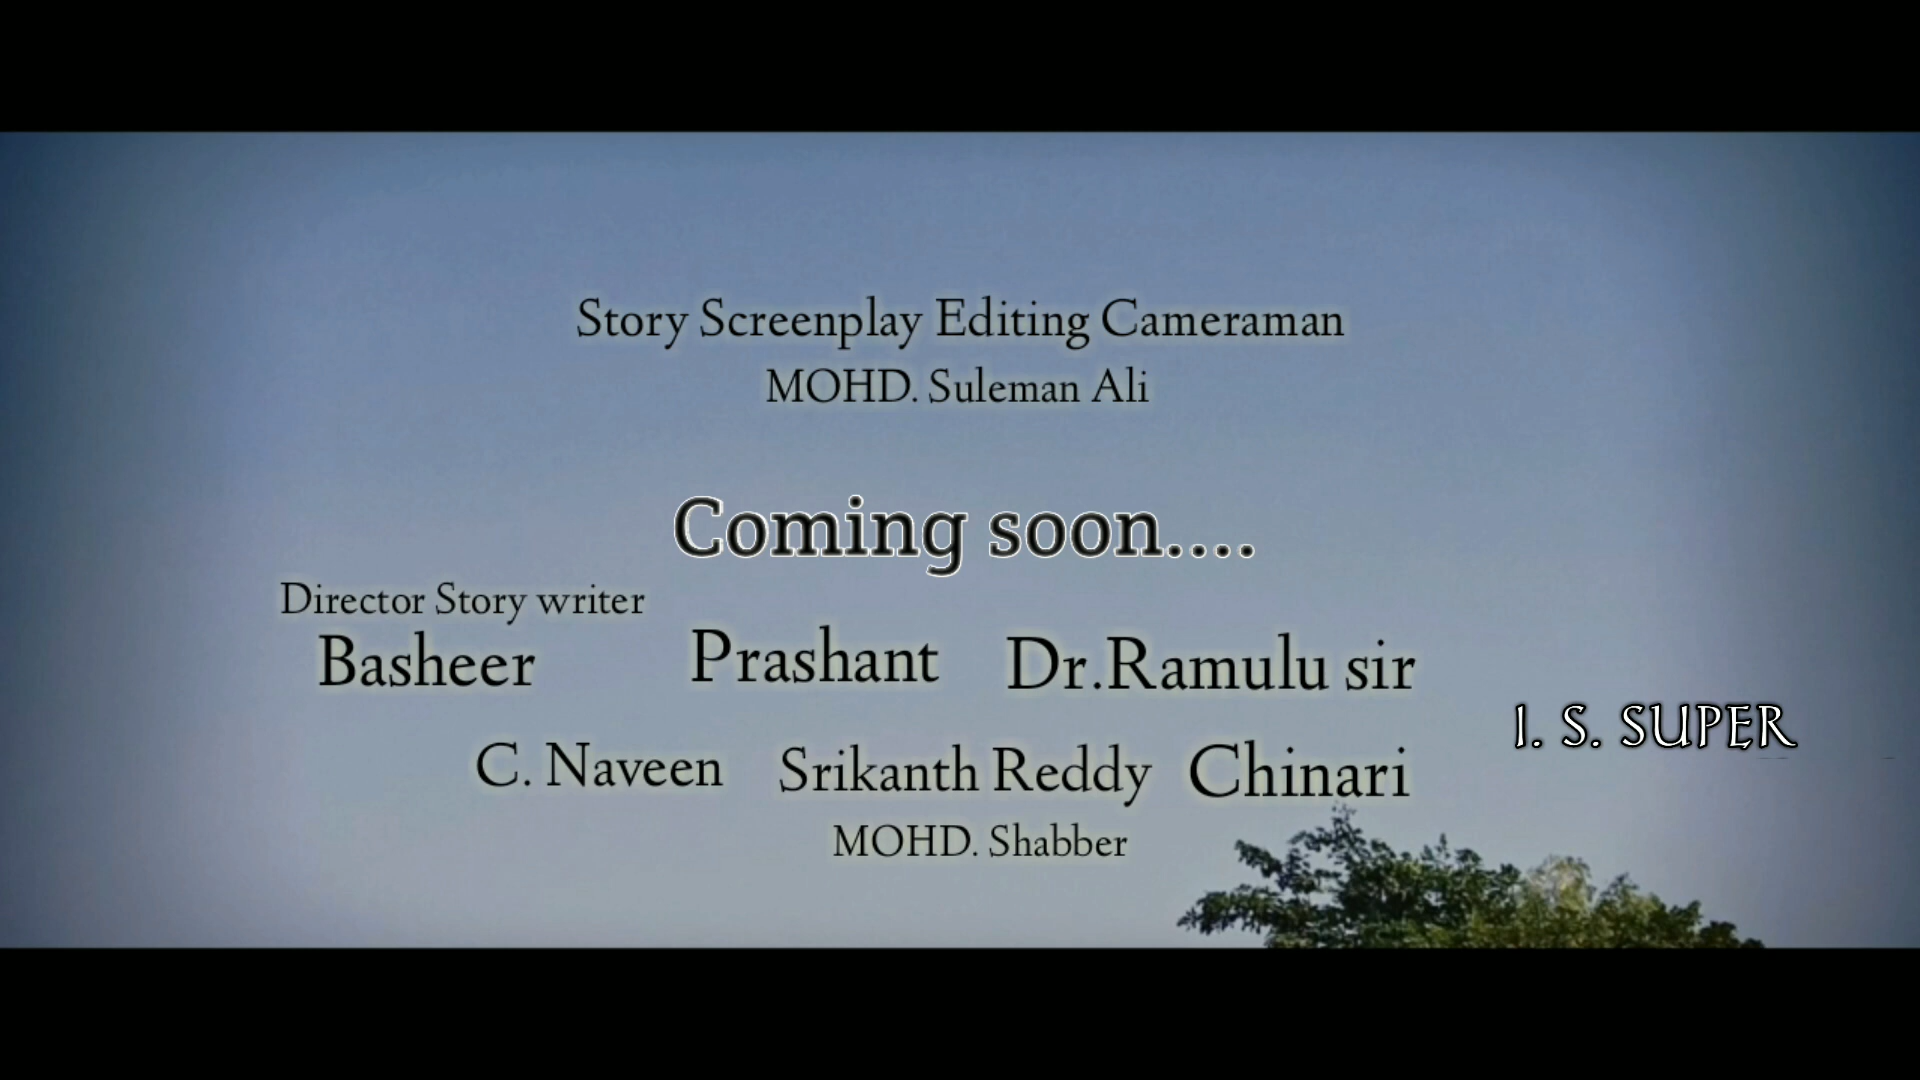 Story Screenplay Editing Cameraman
MOHD. Suleman Ali
Coming soon....
Director Story writer
Basheer Prashant Dr.Ramulu sir
I. S. SUPER
C. Naveen Srikanth Reddy Chinari
MOHD. Shabber